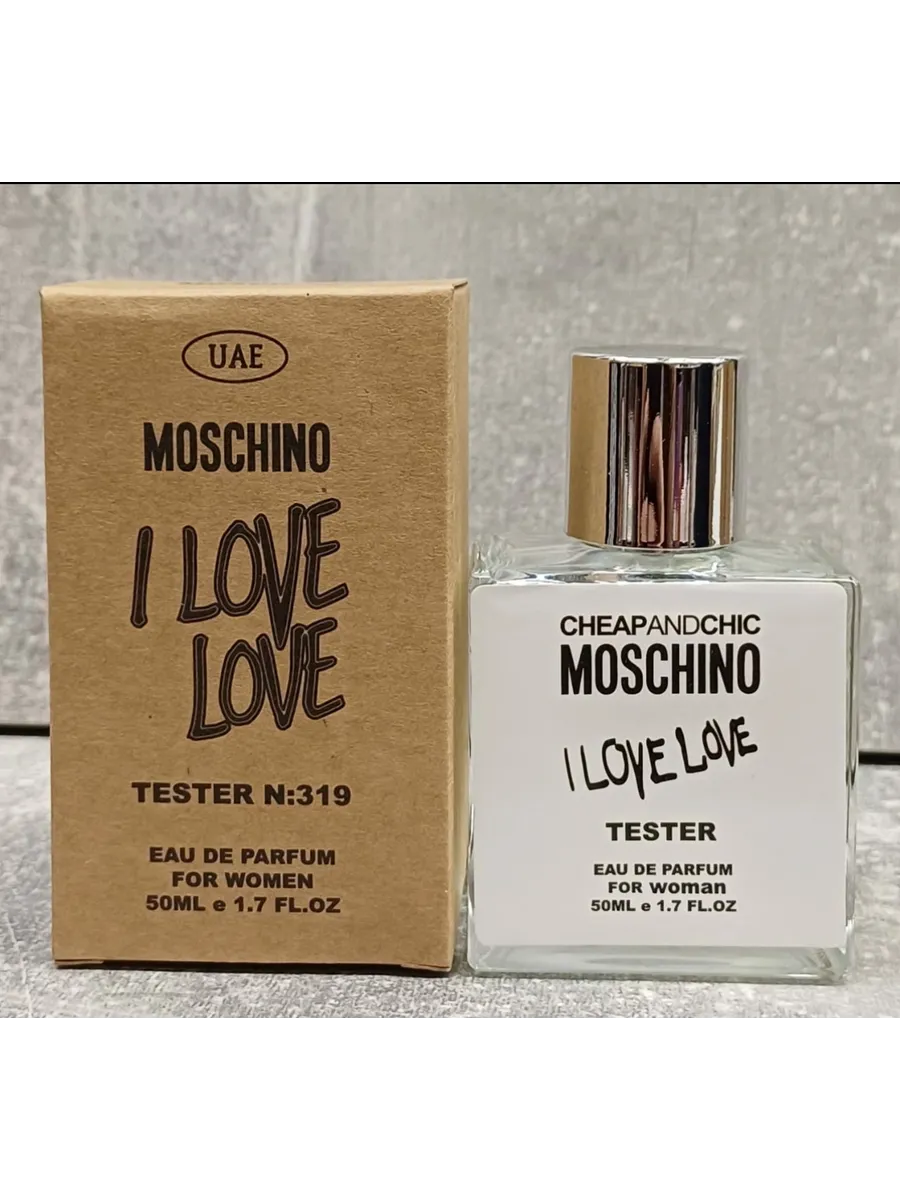 UAE
MOSCHINO
I LOVE
LOVE
TESTER N:319
EAU DE PARFUM
FOR WOMEN
50ML e 1.7 FL.OZ
CHEAPANDCHIC
MOSCHINO
I LOVE LOVE
TESTER
EAU DE PARFUM
FOR woman
50ML e 1.7 FL.OZ